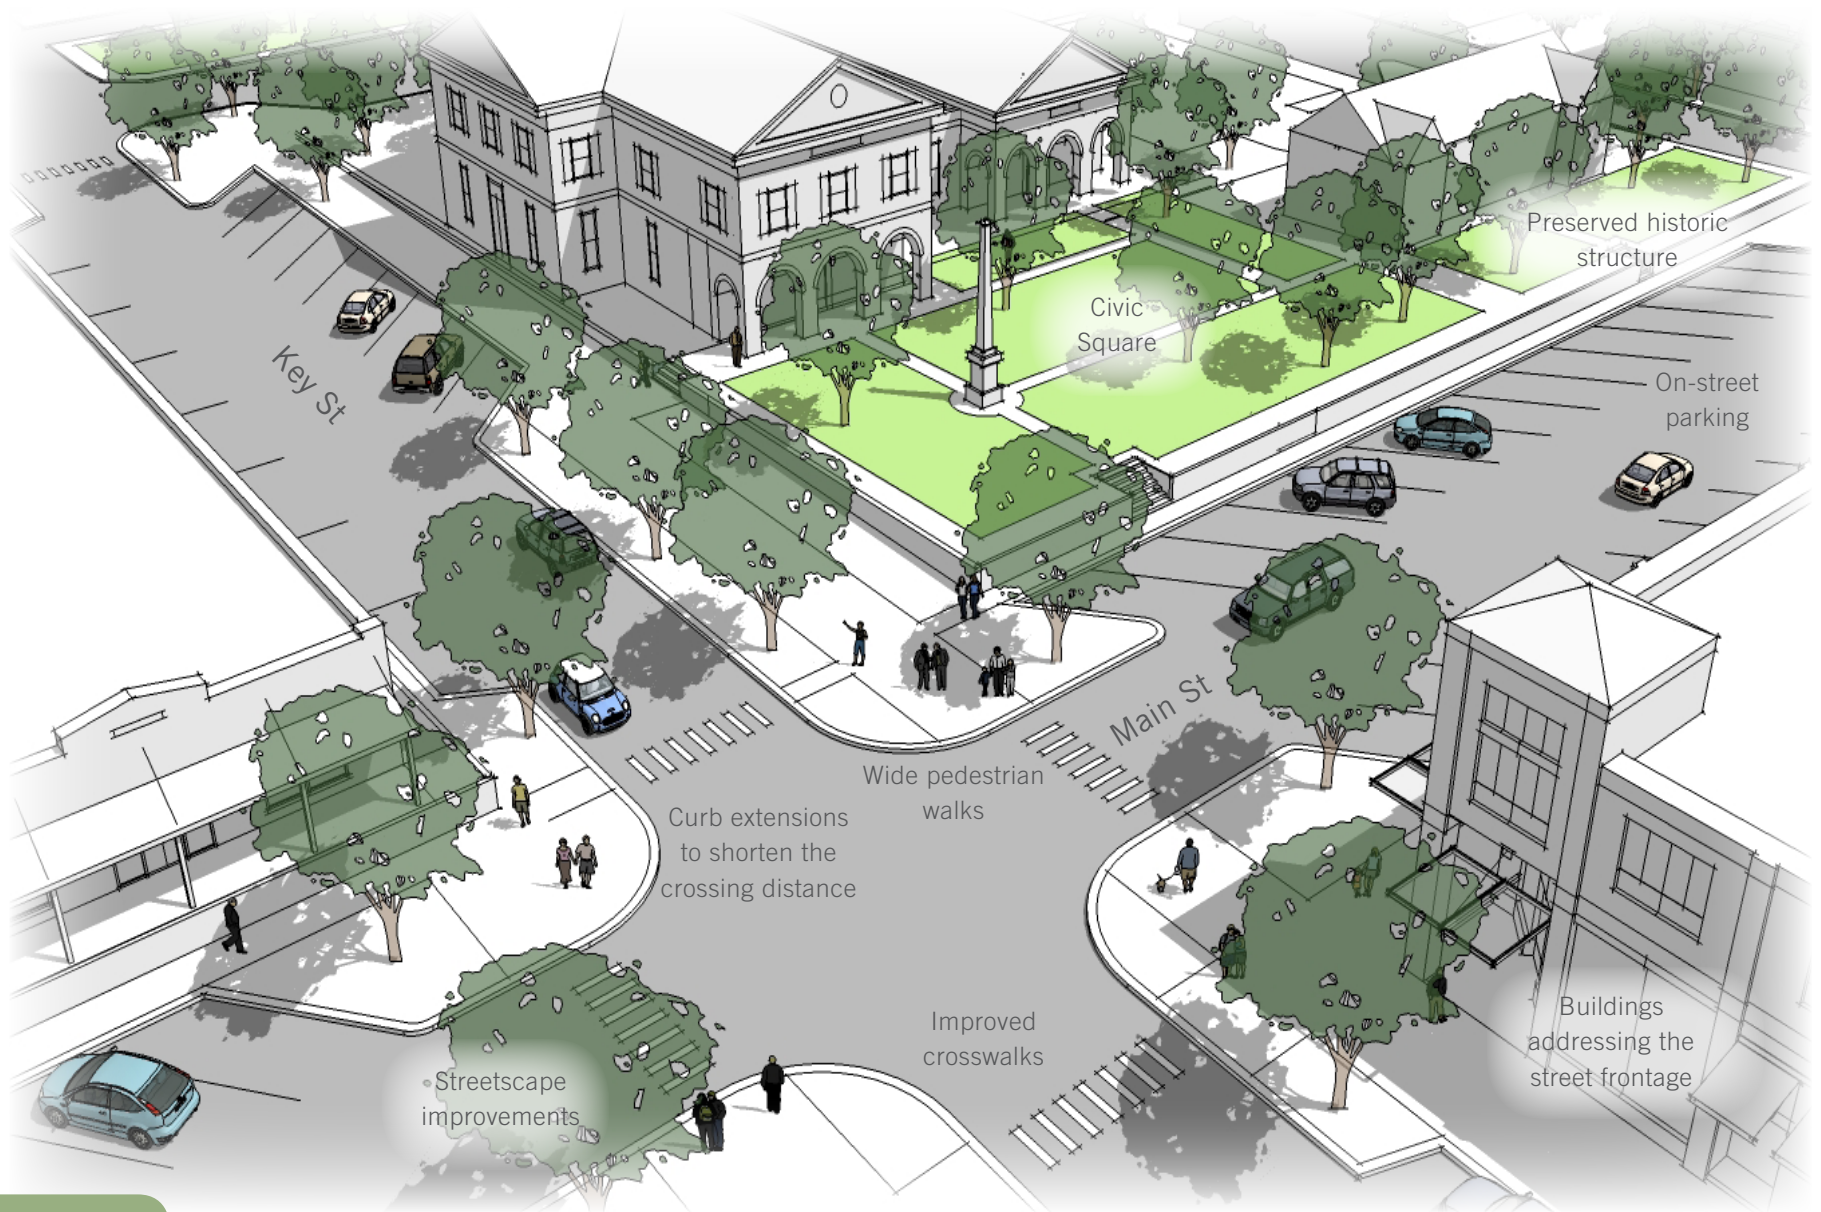 Preserved historic
structure
Civic
Square
Key St
On-street
parking
Main St
Wide pedestrian
walks
Curb extensions
to shorten the
crossing distance
Improved
crosswalks
Buildings
addressing the
street frontage
Streetscape
improvements